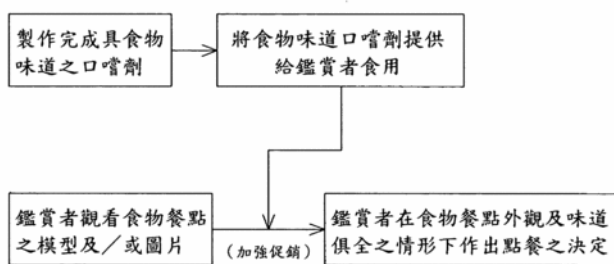 製作完成具食物
味道之口嚐劑
將食物味道口嚐劑提供
給鑑賞者食用
鑑賞者觀看食物餐點
之模型及／或圖片
(加強促銷)
鑑賞者在食物餐點外觀及味道
俱全之情形下作出點餐之決定